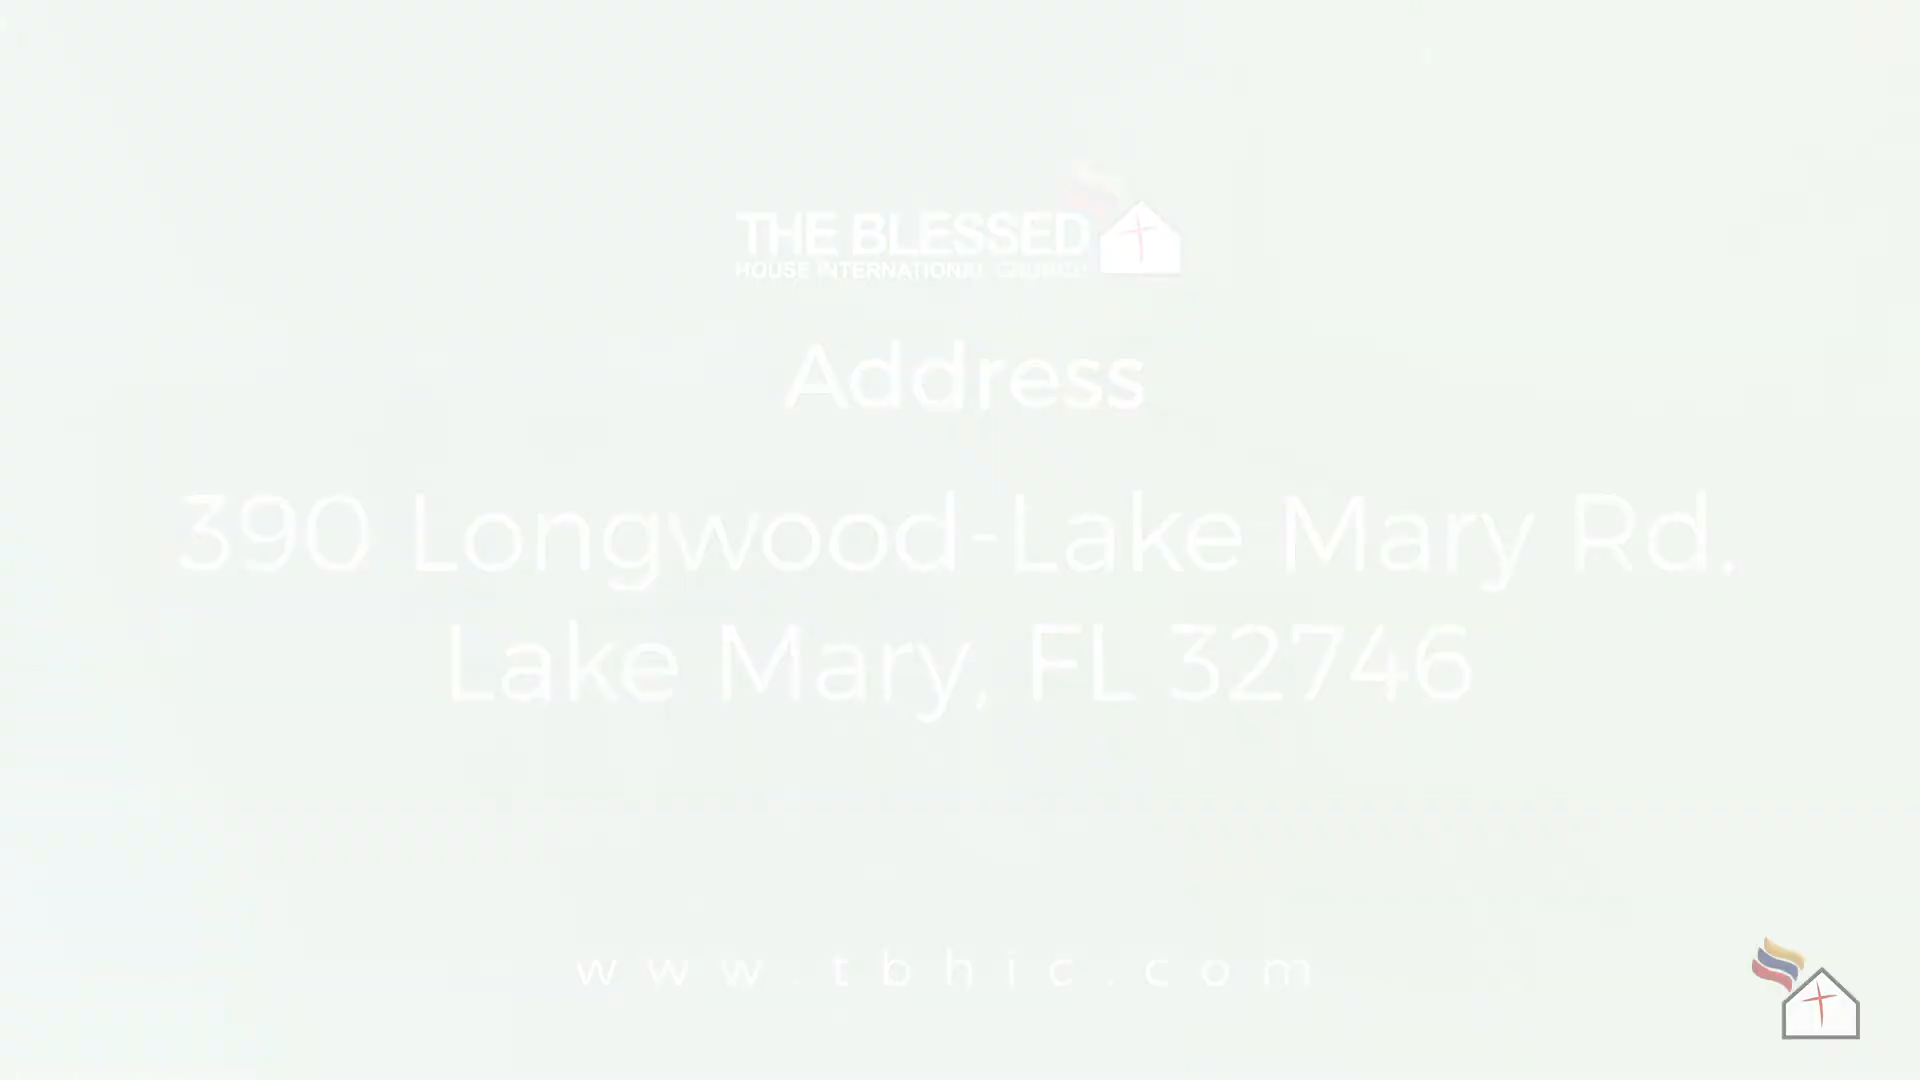 THE BLESSED
HOUSE INTERNATIONAL CHURCH
Address
390 Longwood-Lake Mary Rd,
Lake Mary, FL 32746
www.tbhic.com